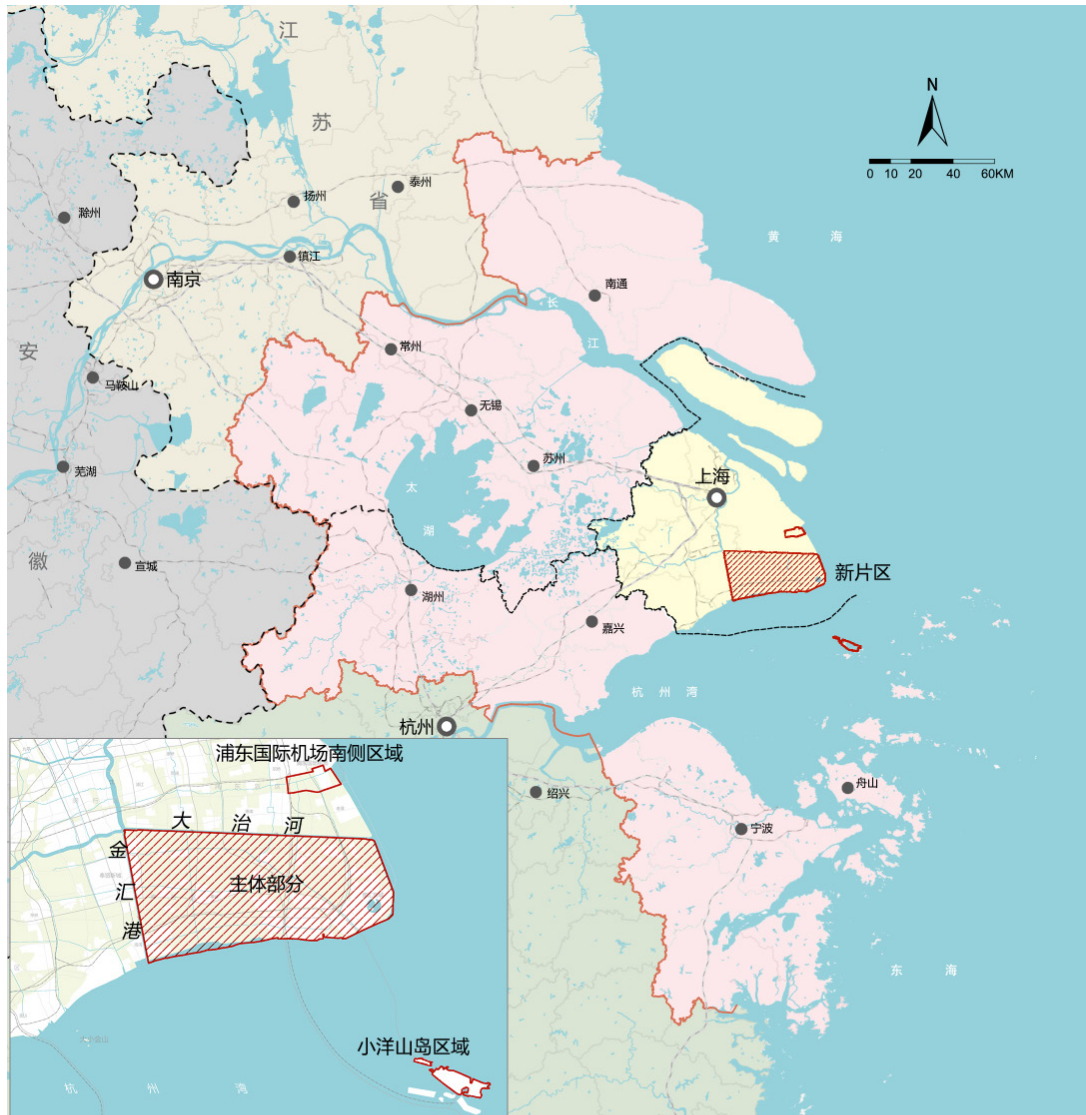 江
苏
省
N
0 10 20 40 60KM
扬州
泰州
滁州
镇江
黄 海
南京
南通
长
江
安
常州
马鞍山
无锡
芜湖
苏州
上海
太
湖
徽
宣城
新片区
湖州
嘉兴
杭 州 湾
杭州
舟山
绍兴
宁波
东 海
浦东国际机场南侧区域
大 治 河
金
汇
港
主体部分
小洋山岛区域
杭 州 湾